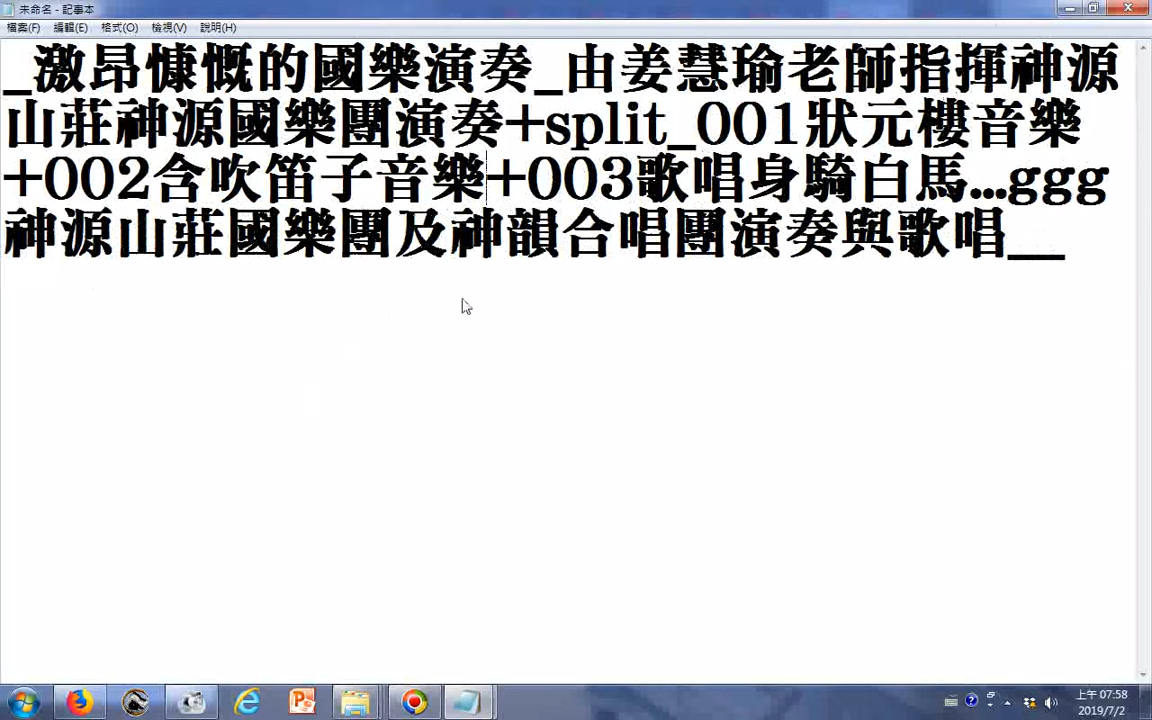 未命名 - 記事本
檔案(F) 編輯(E) 格式(O) 檢視(V) 說明(H)
_激昂慷慨的國樂演奏_由姜慧瑜老師指揮神源
山莊神源國樂團演奏+split_001狀元樓音樂
+002含吹笛子音樂+003歌唱身騎白馬...ggg
神源山莊國樂團及神韻合唱團演奏與歌唱__
上午 07:58
2019/7/2